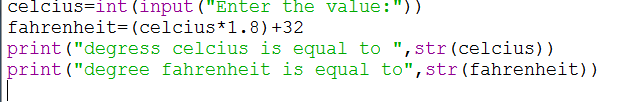 celcius=int(input("Enter the value:"))
fahrenheit=(celcius*1.8)+32
print("degress celcius is equal to ",str(celcius))
print("degree fahrenheit is equal to",str(fahrenheit))